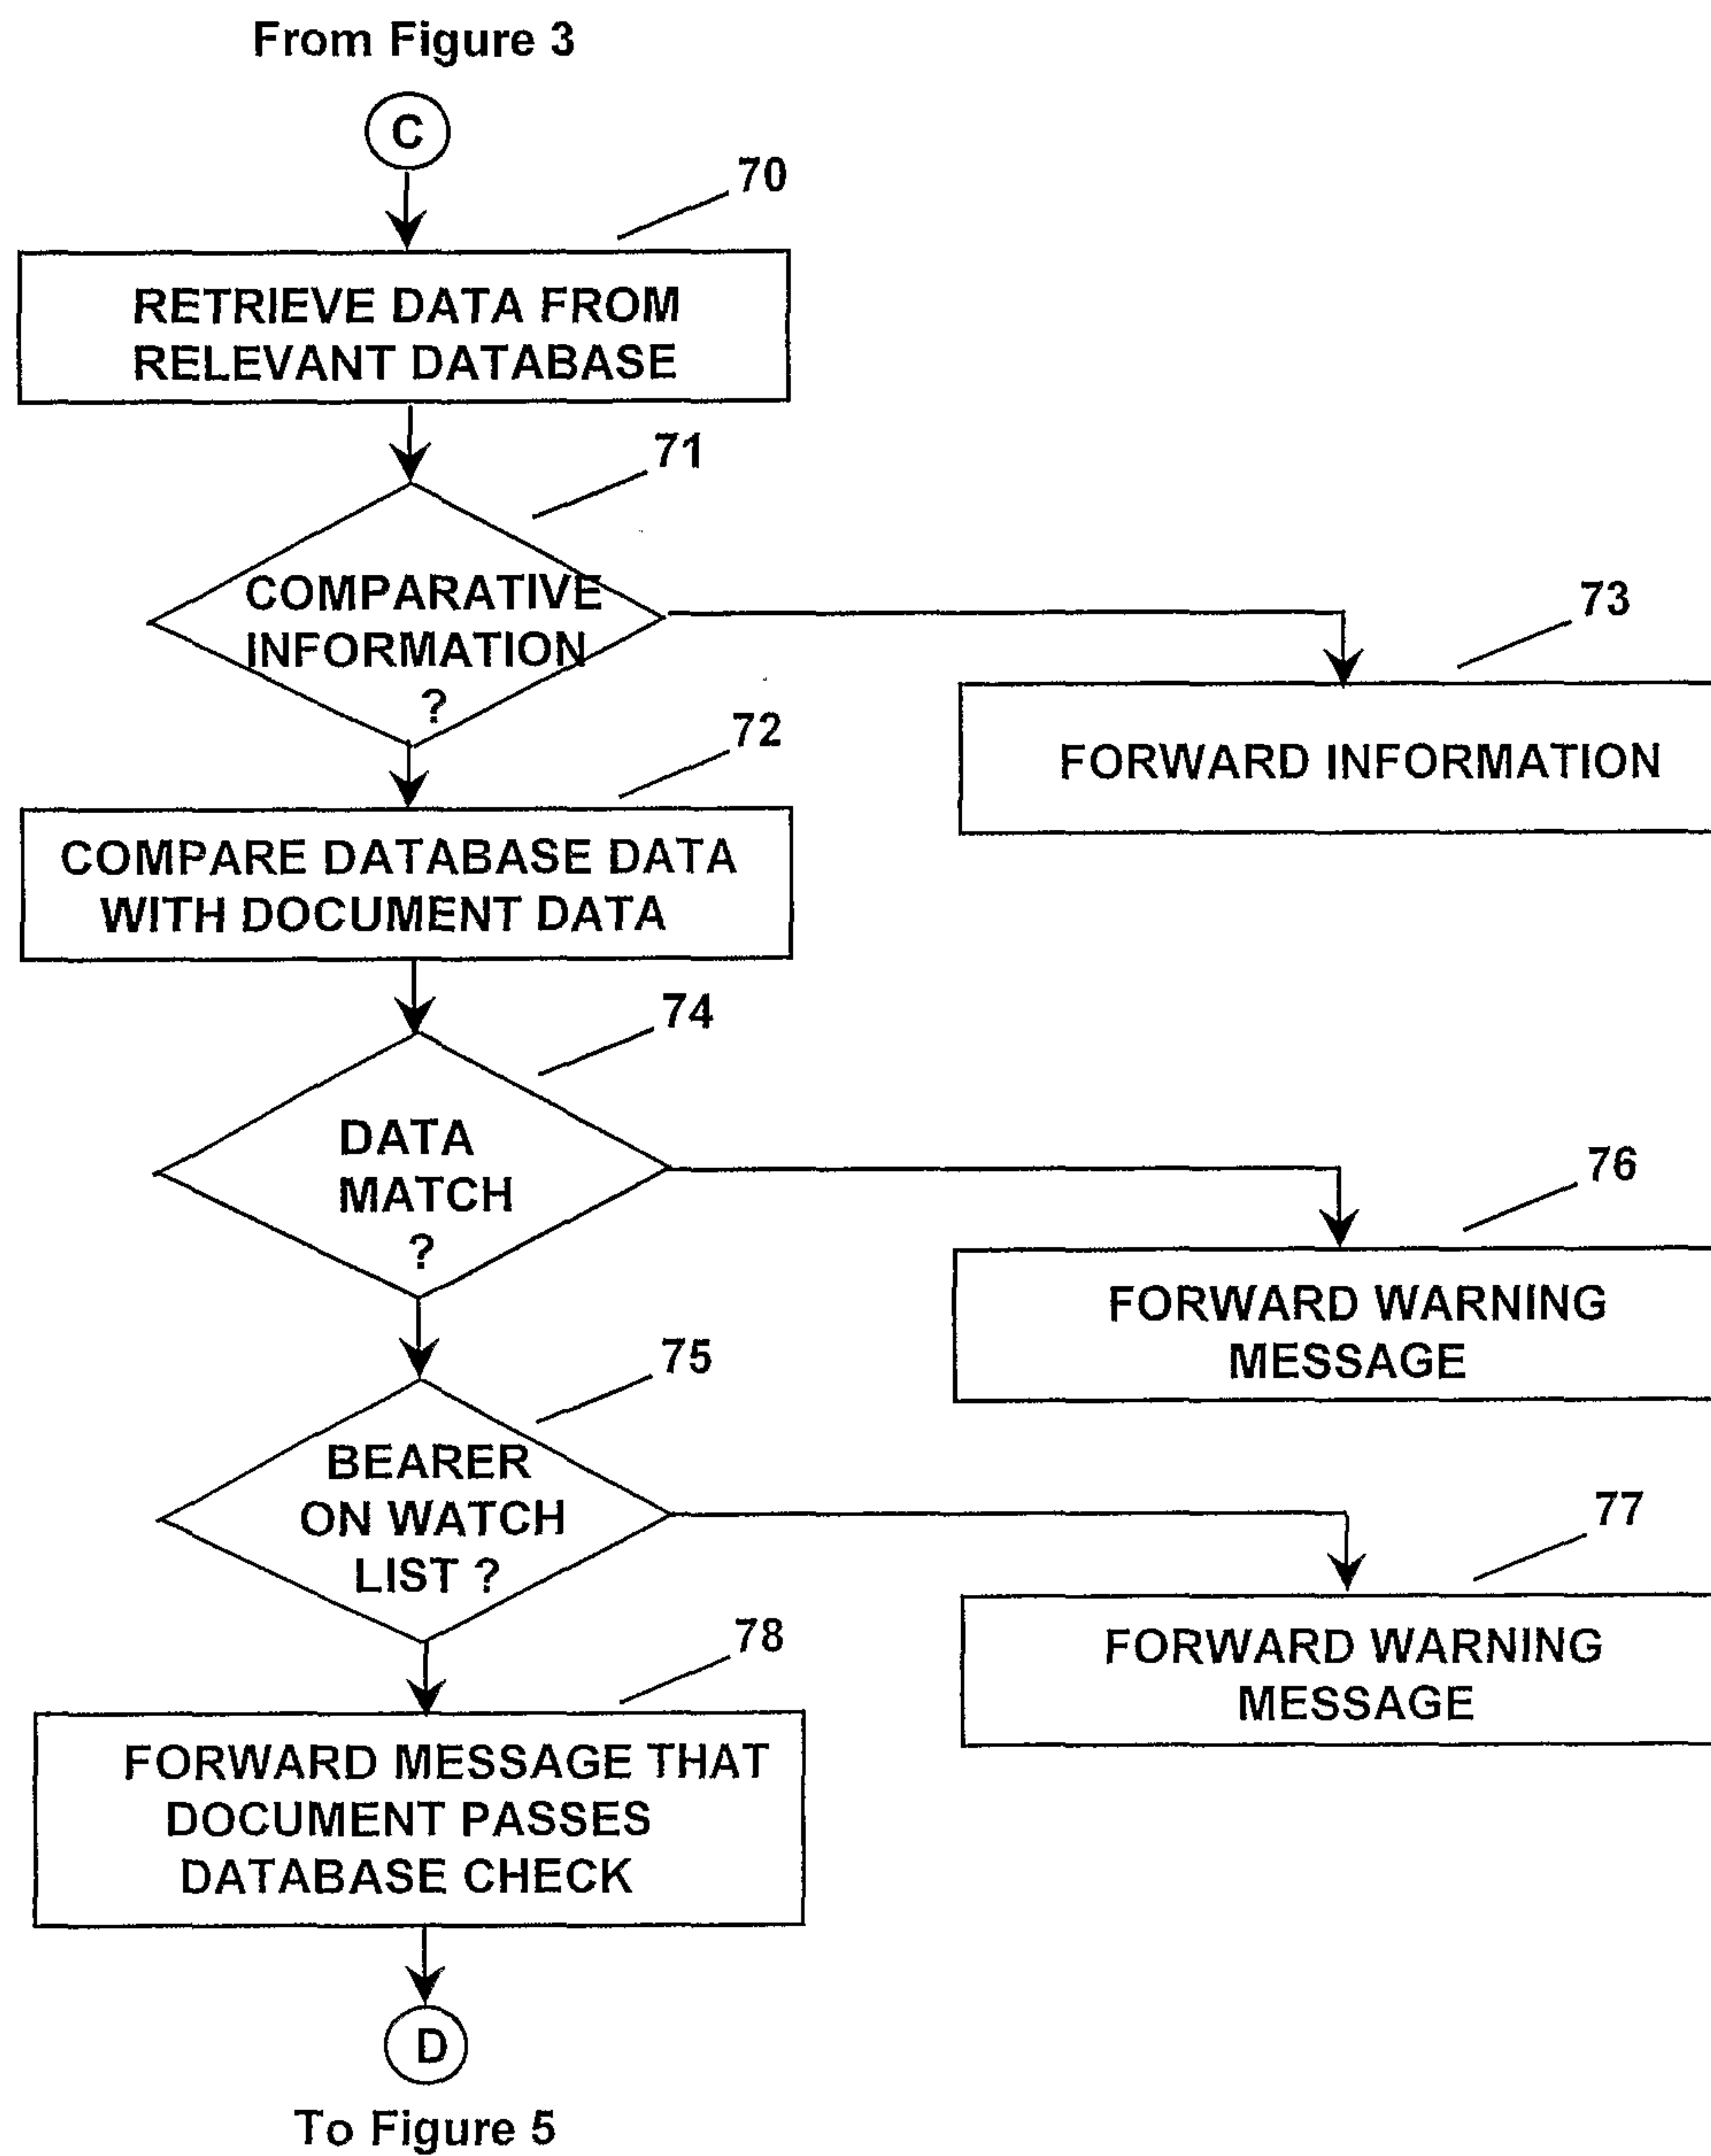 From Figure 3
C
70
RETRIEVE DATA FROM
RELEVANT DATABASE
71
COMPARATIVE
INFORMATION
?
73
FORWARD INFORMATION
72
COMPARE DATABASE DATA
WITH DOCUMENT DATA
74
DATA
MATCH
?
76
FORWARD WARNING
MESSAGE
75
BEARER
ON WATCH
LIST ?
77
FORWARD WARNING
MESSAGE
78
FORWARD MESSAGE THAT
DOCUMENT PASSES
DATABASE CHECK
D
To Figure 5